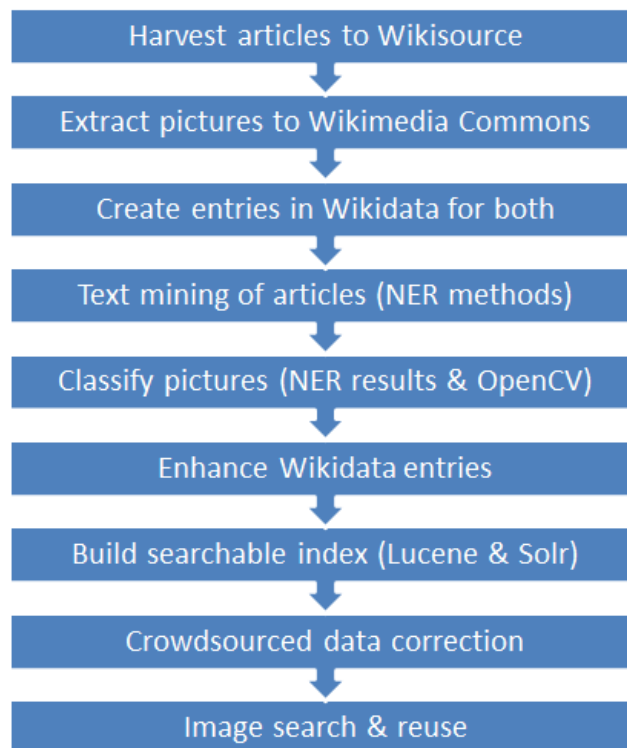 Harvest articles to Wikisource
Extract pictures to Wikimedia Commons
Create entries in Wikidata for both
Text mining of articles (NER methods)
Classify pictures (NER results & OpenCV)
Enhance Wikidata entries
Build searchable index (Lucene & Solr)
Crowdsourced data correction
Image search & reuse